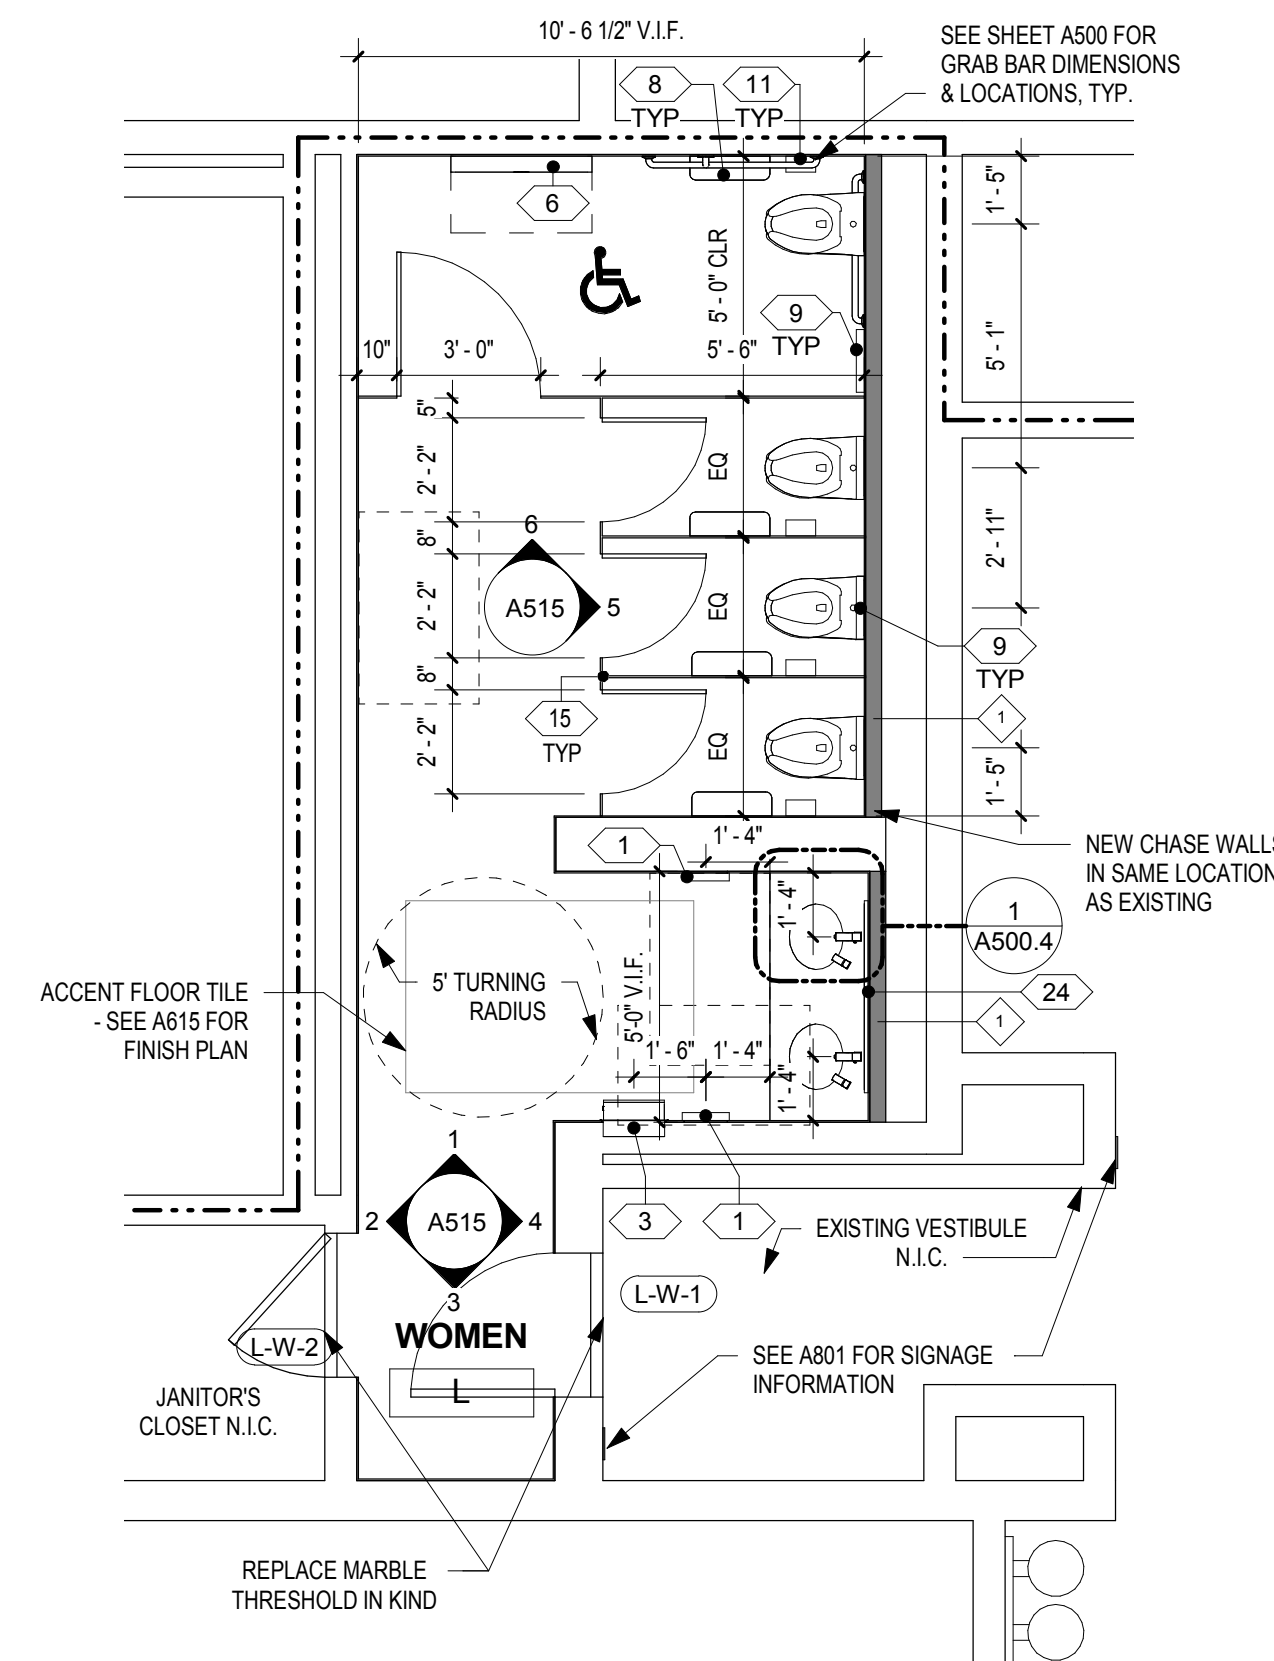 10' - 6 1/2" V.I.F.
SEE SHEET A500 FOR
GRAB BAR DIMENSIONS
& LOCATIONS, TYP.
8
TYP
11
TYP
6
1' - 5"
5' - 0" CLR
9
TYP
10"
3' - 0"
5' - 6"
5' - 1"
5"
2' - 2"
EQ
8"
6
A515
5
2' - 2"
EQ
2' - 11"
9
TYP
8"
15
TYP
1
2' - 2"
EQ
1' - 5"
1
1' - 4"
NEW CHASE WALLS
IN SAME LOCATION
AS EXISTING
1' - 4"
1
A500.4
ACCENT FLOOR TILE
- SEE A615 FOR
FINISH PLAN
5' TURNING
RADIUS
5'-0" V.I.F.
24
1
1' - 6"
1' - 4"
1' - 4"
1
2
A515
4
3
3
1
EXISTING VESTIBULE
N.I.C.
L-W-1
WOMEN
L-W-2
L
JANITOR'S
CLOSET N.I.C.
SEE A801 FOR SIGNAGE
INFORMATION
REPLACE MARBLE
THRESHOLD IN KIND